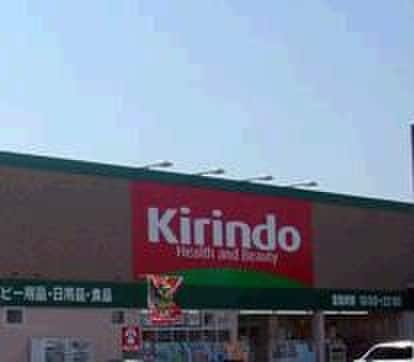 Kirindo
Health and Beauty
ビー用品・日用品・食品